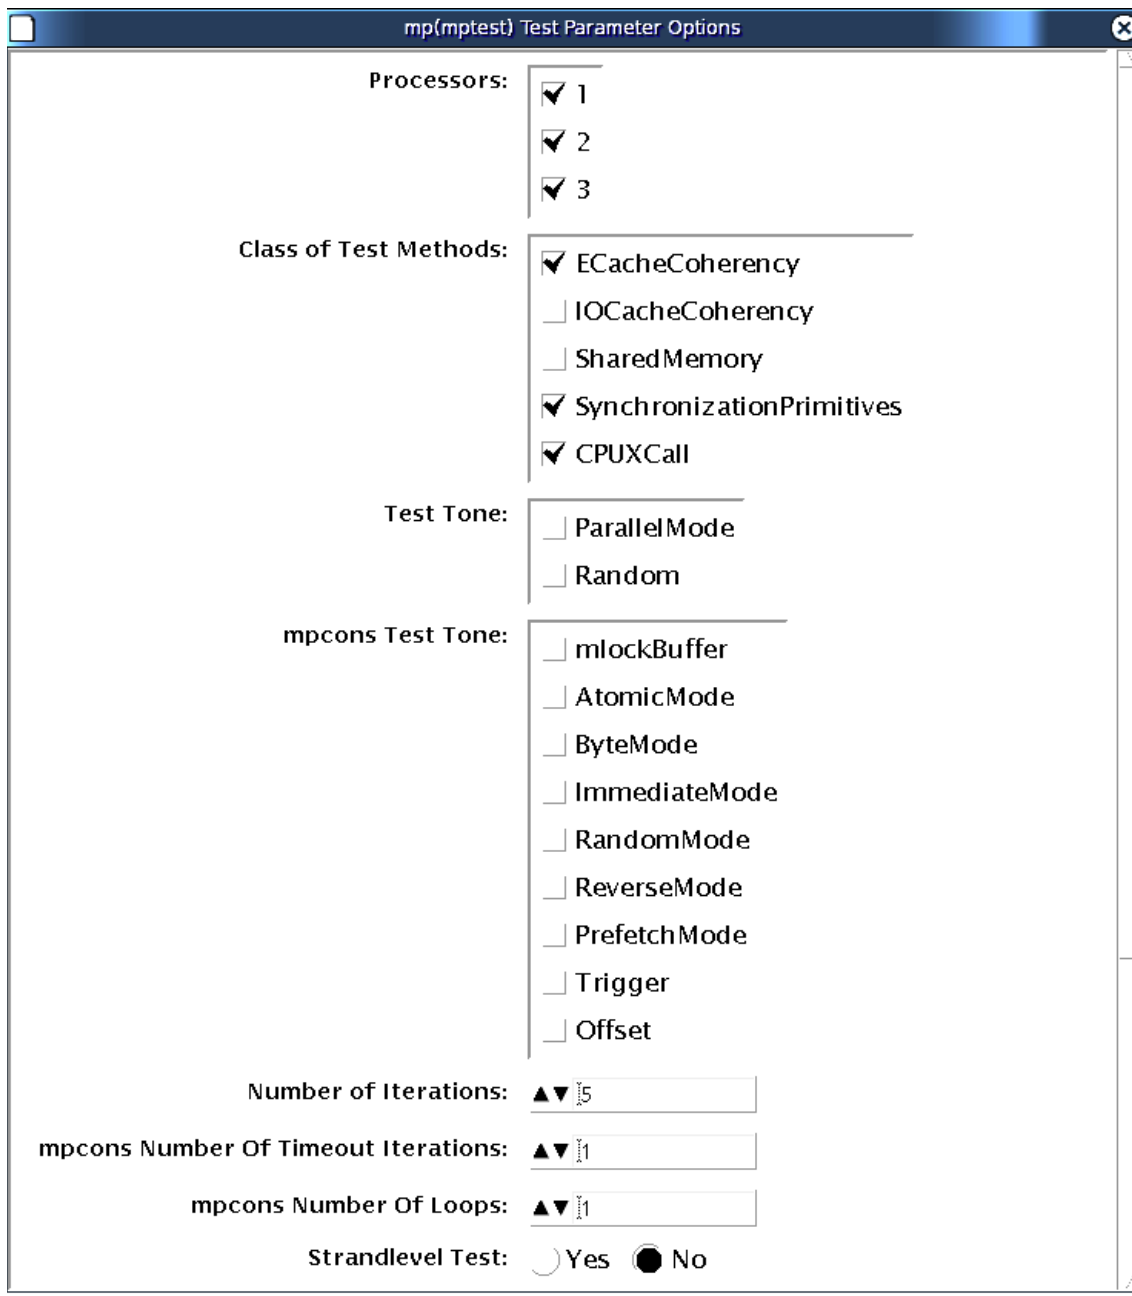 mp(mptest) Test Parameter Options
Processors:
1
2
3
Class of Test Methods:
ECacheCoherency
IOCacheCoherency
SharedMemory
SynchronizationPrimitives
CPUXCall
Test Tone:
ParallelMode
Random
mpcons Test Tone:
mlockBuffer
AtomicMode
ByteMode
ImmediateMode
RandomMode
ReverseMode
PrefetchMode
Trigger
Offset
Number of Iterations: 5
mpcons Number Of Timeout Iterations: 1
mpcons Number Of Loops: 1
Strandlevel Test: Yes No